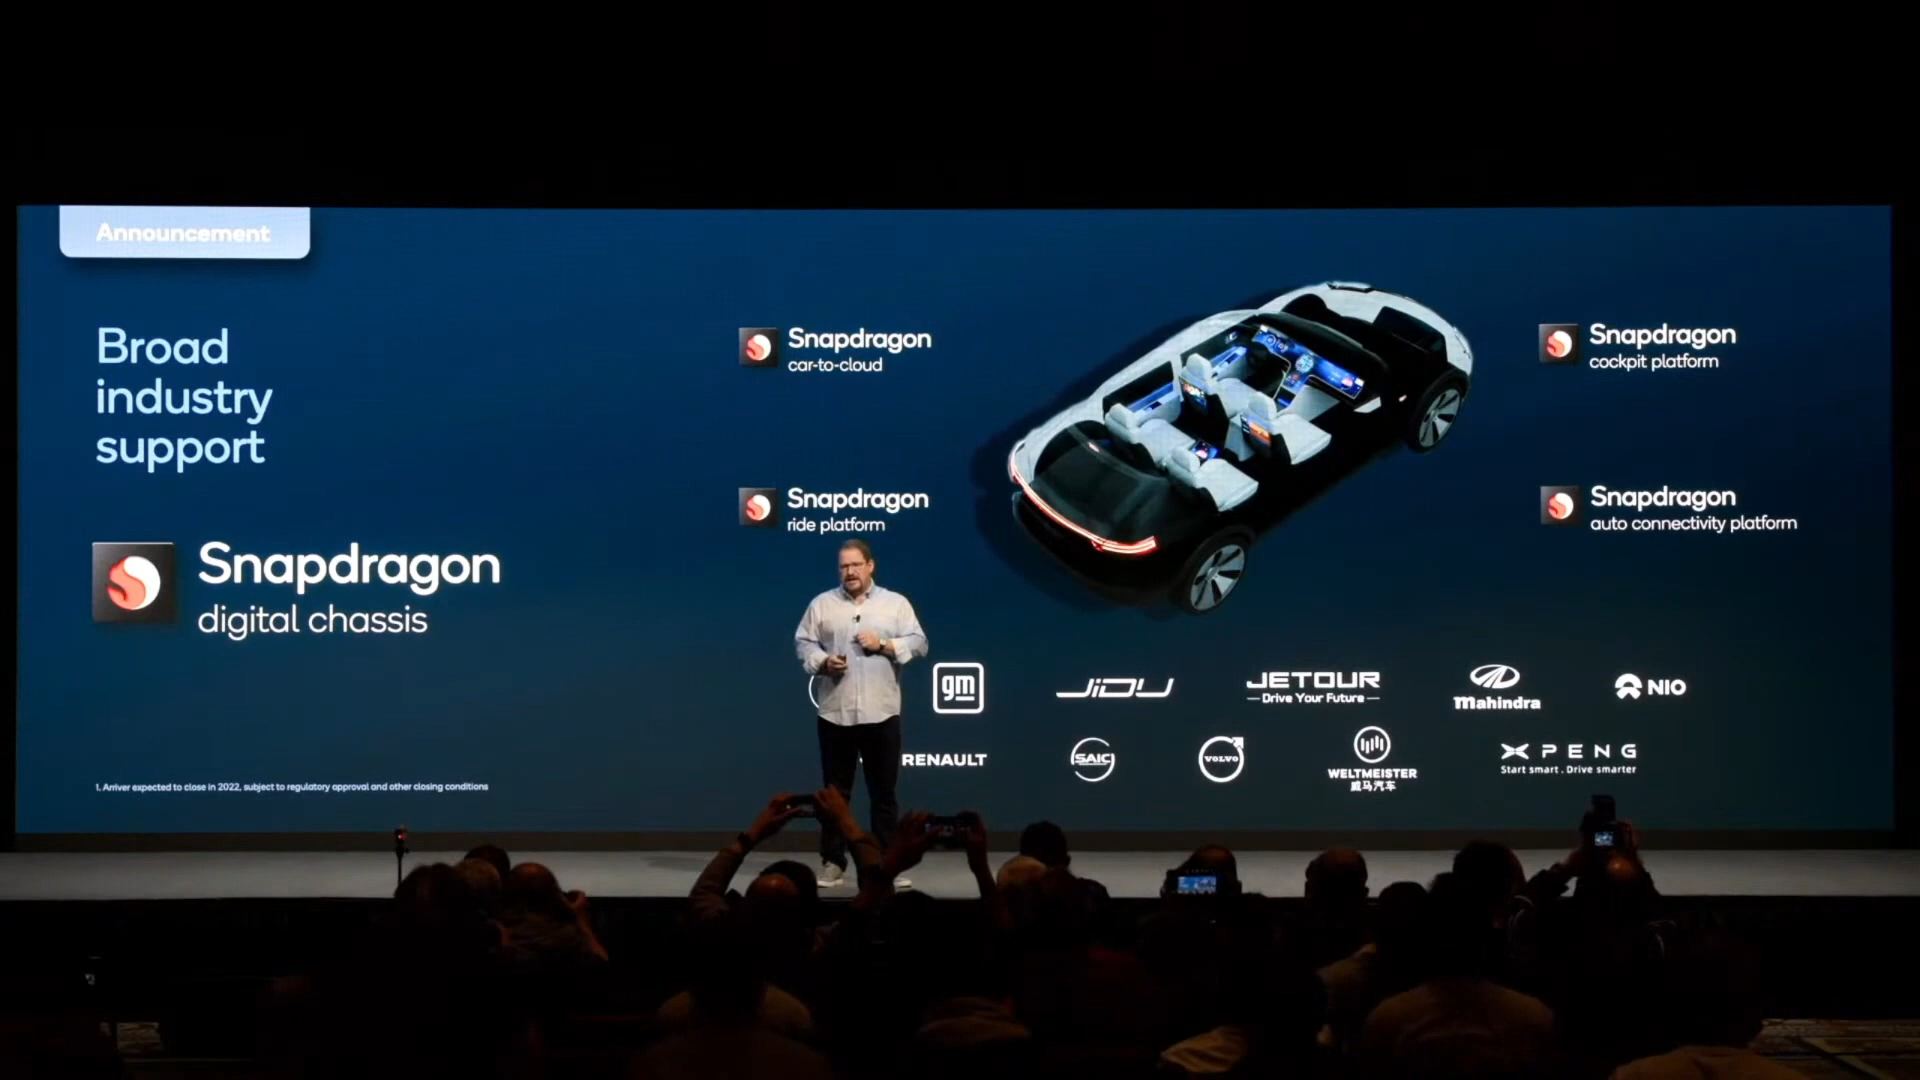 Announcement
Broad
industry
support
Snapdragon
digital chassis
1. Arriver expected to close in 2022, subject to regulatory approval and other closing conditions
Snapdragon
car-to-cloud
Snapdragon
ride platform
Snapdragon
cockpit platform
Snapdragon
auto connectivity platform
gm
JIDU
JETOUR
Drive Your Future
Mahindra
NIO
RENAULT
SAIC
VOLVO
WELTMEISTER
威马汽车
XPENG
Start smart. Drive smarter